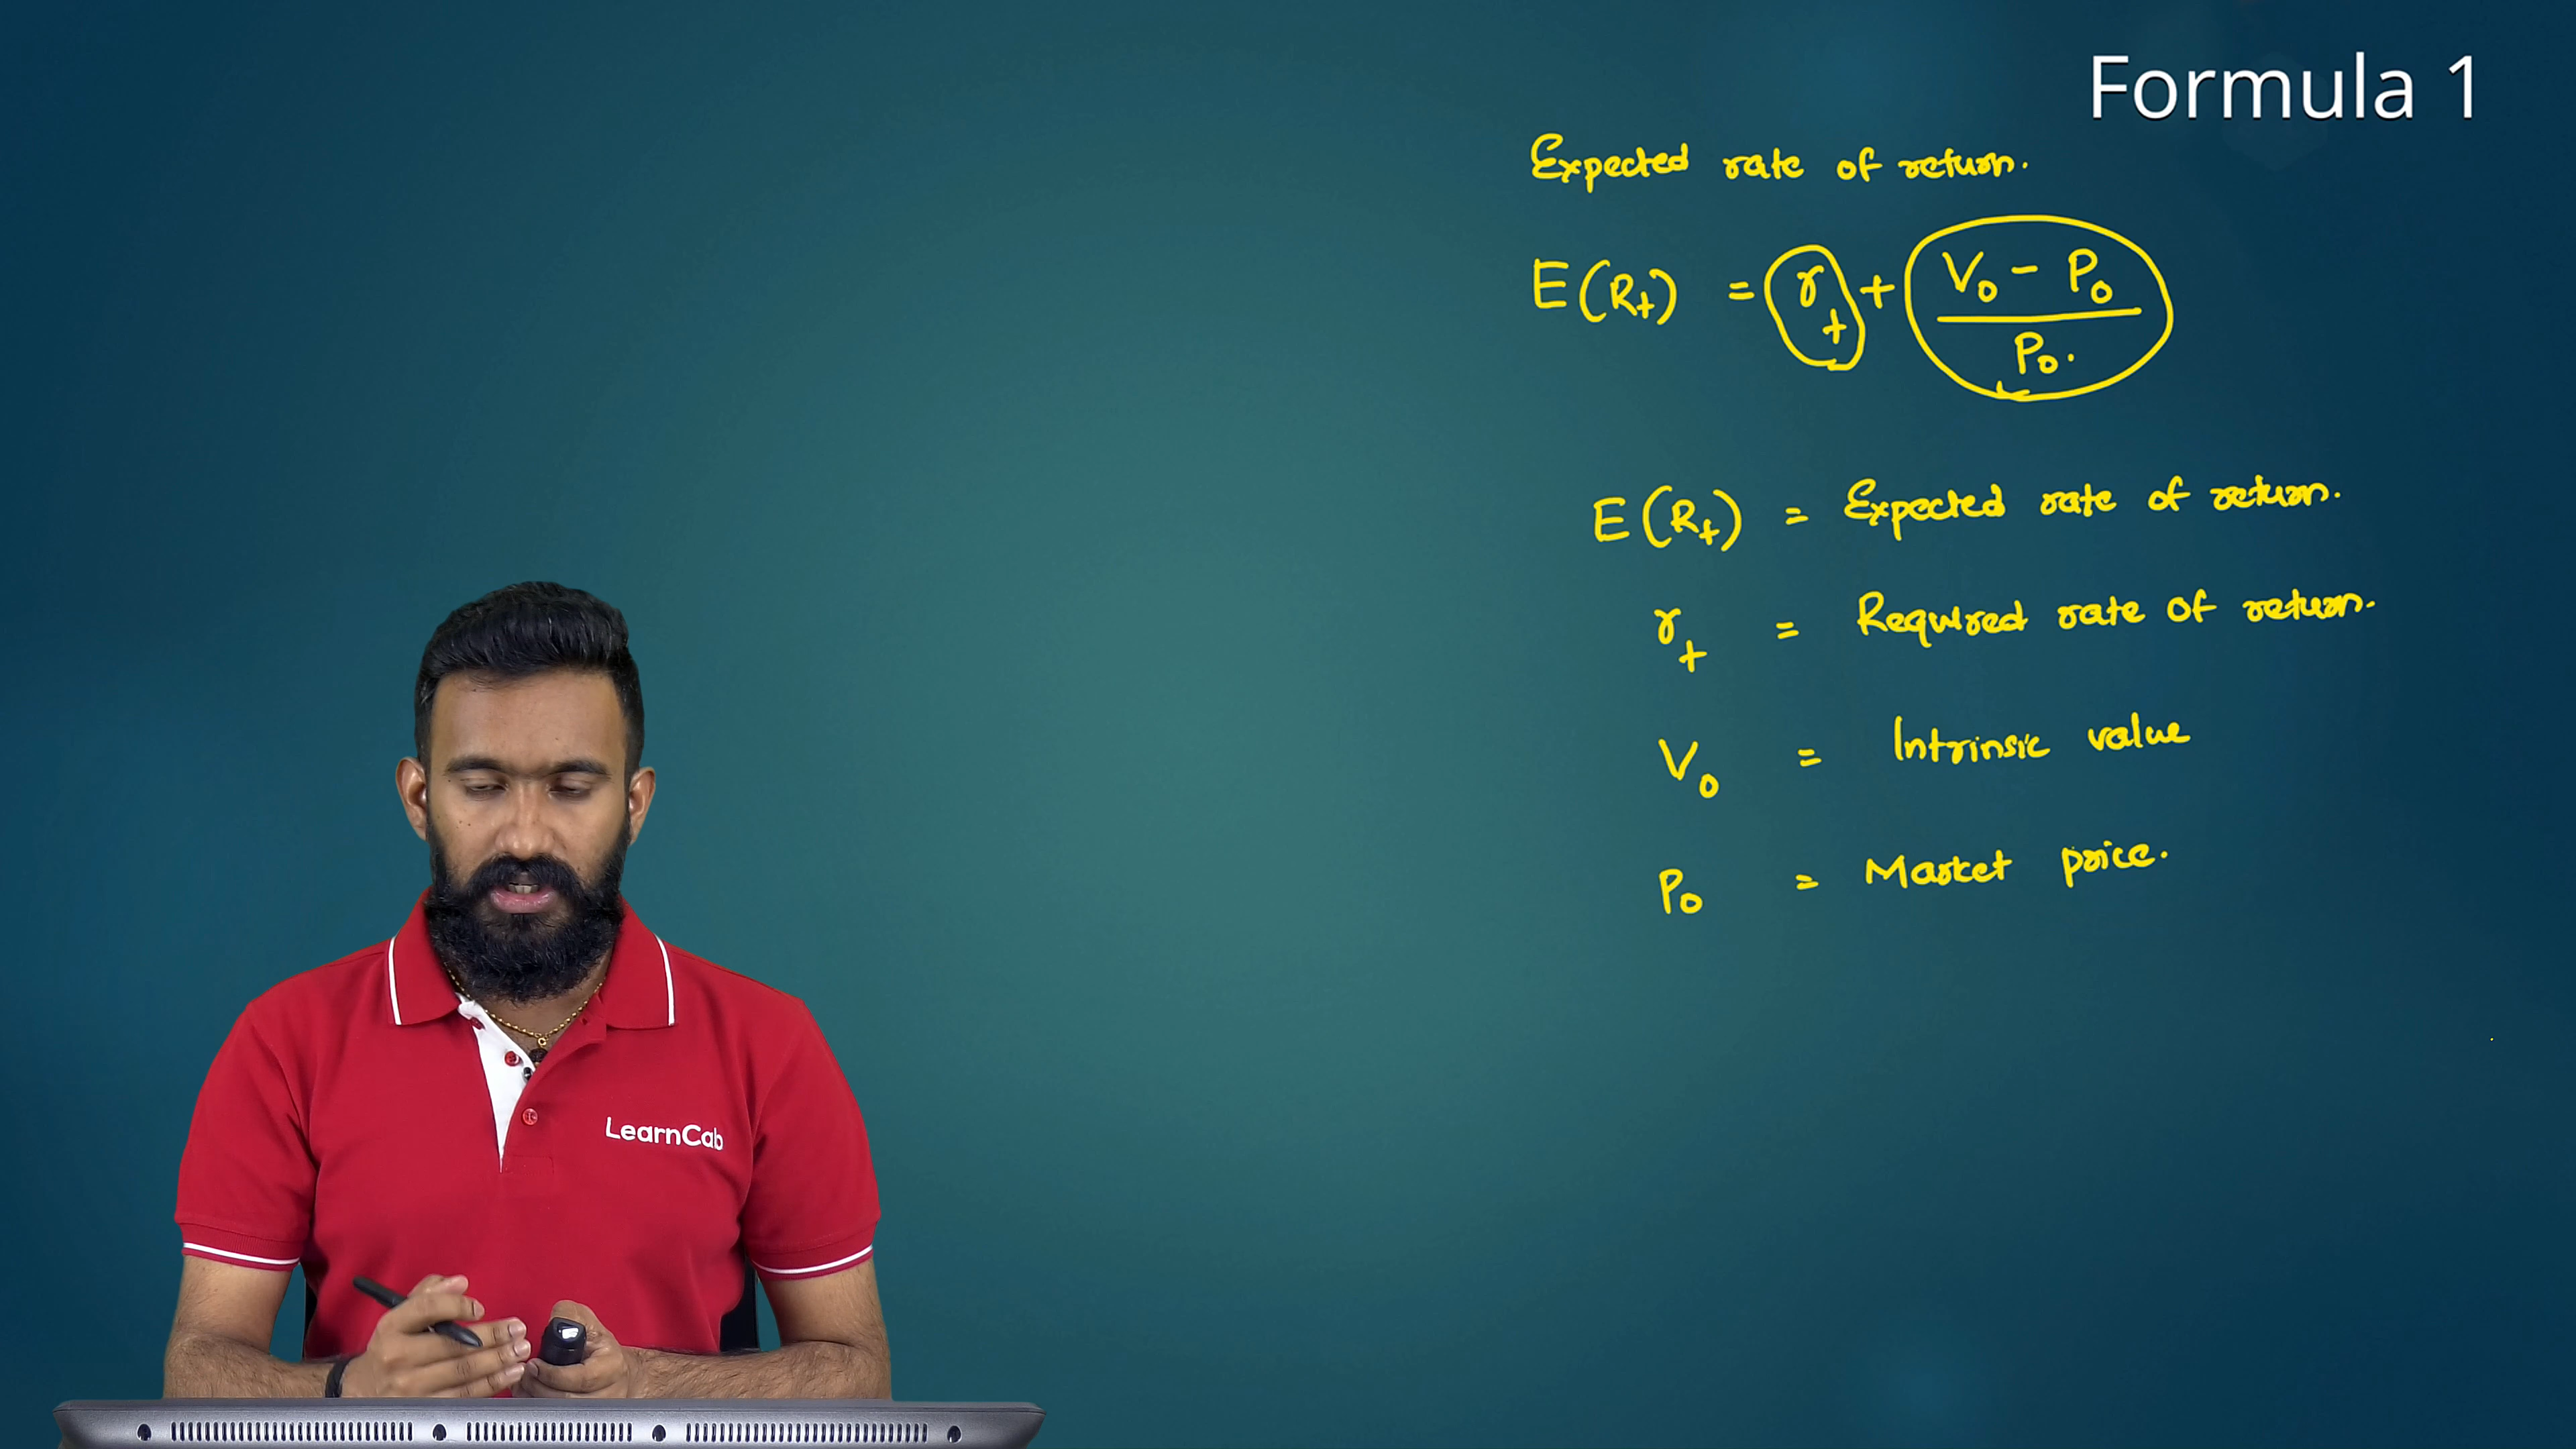 Formula 1
Expected rate of return.
E(Rt) = rt + V0 - P0 / P0.
E(Rt) = Expected rate of return.
rt = Required rate of return.
V0 = Intrinsic value
P0 = Market price.
LearnCab